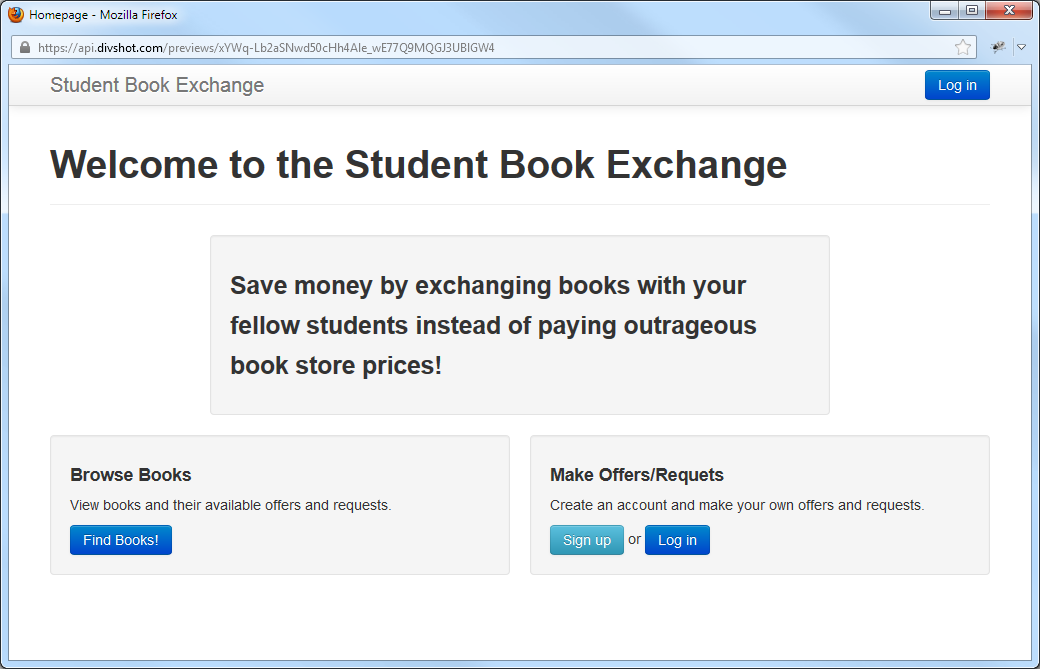 Homepage - Mozilla Firefox
https://api.divshot.com/previews/xYWq-Lb2aSNwd50cHh4Ale_wE77Q9MQGJ3UBIGW4
Student Book Exchange
Log in
Welcome to the Student Book Exchange
Save money by exchanging books with your
fellow students instead of paying outrageous
book store prices!
Browse Books
View books and their available offers and requests.
Find Books!
Make Offers/Requets
Create an account and make your own offers and requests.
Sign up or Log in